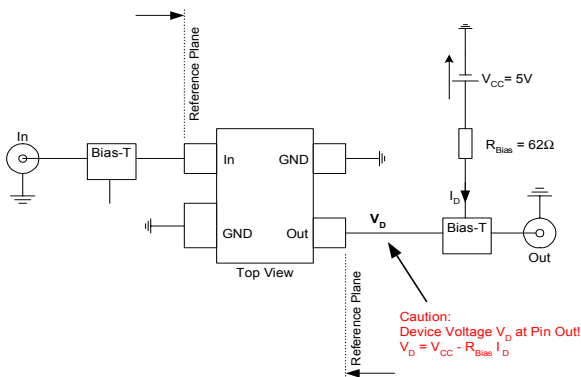 Reference Plane
V_CC = 5V
In
Bias-T
In
GND
R_Bias = 62Ω
I_D
GND
Out
V_D
Bias-T
Out
Top View
Reference Plane
Caution:
Device Voltage V_D at Pin Out!
V_D = V_CC - R_Bias I_D